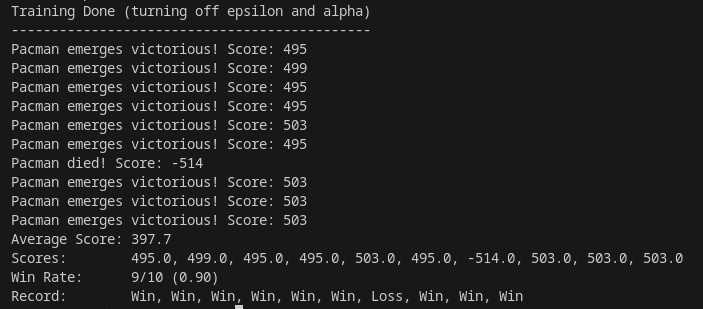 Training Done (turning off epsilon and alpha)
---------------------------------------------
Pacman emerges victorious! Score: 495
Pacman emerges victorious! Score: 499
Pacman emerges victorious! Score: 495
Pacman emerges victorious! Score: 495
Pacman emerges victorious! Score: 503
Pacman emerges victorious! Score: 495
Pacman died! Score: -514
Pacman emerges victorious! Score: 503
Pacman emerges victorious! Score: 503
Pacman emerges victorious! Score: 503
Average Score: 397.7
Scores:        495.0, 499.0, 495.0, 495.0, 503.0, 495.0, -514.0, 503.0, 503.0, 503.0
Win Rate:      9/10 (0.90)
Record:        Win, Win, Win, Win, Win, Win, Loss, Win, Win, Win